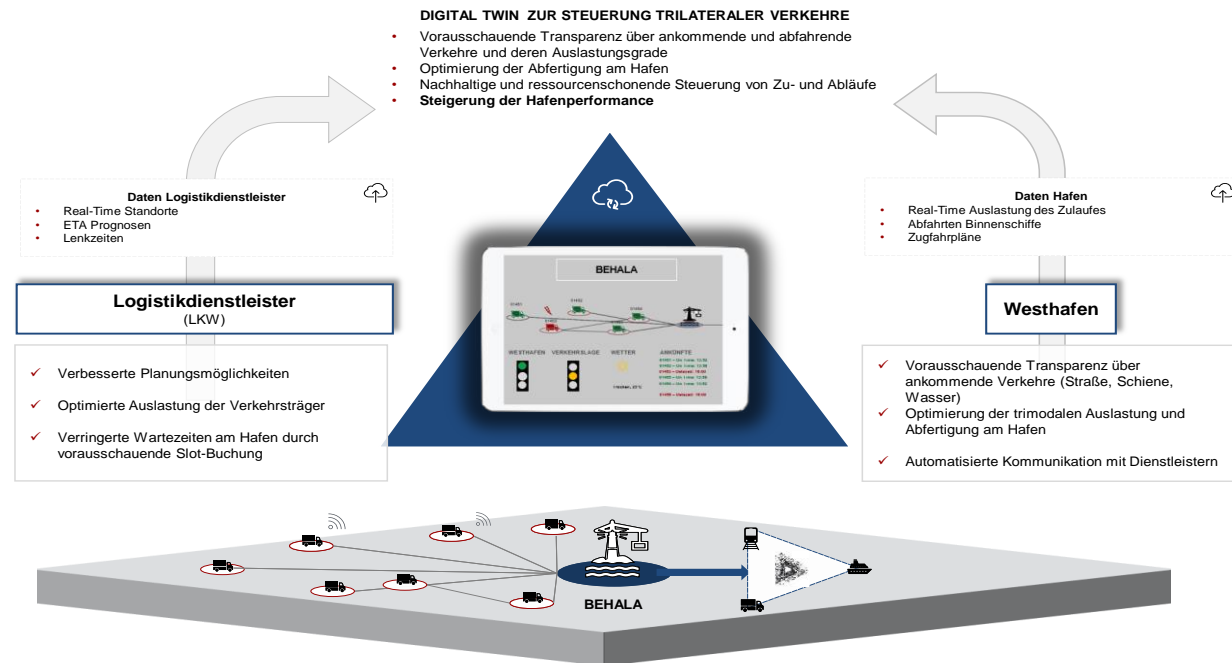 DIGITAL TWIN ZUR STEUERUNG TRILATERALER VERKEHRE
• Vorausschauende Transparenz über ankommende und abfahrende
Verkehre und deren Auslastungsgrade
• Optimierung der Abfertigung am Hafen
• Nachhaltige und ressourcenschonende Steuerung von Zu- und Abläufe
• Steigerung der Hafenperformance
Daten Logistikdienstleister
• Real-Time Standorte
• ETA Prognosen
• Lenkzeiten
Logistikdienstleister
(LKW)
✓ Verbesserte Planungsmöglichkeiten
✓ Optimierte Auslastung der Verkehrsträger
✓ Verringerte Wartezeiten am Hafen durch
vorausschauende Slot-Buchung
BEHALA
WESTHAFEN
VERKEHRSLAGE
WETTER
ANKÜNFTE
Daten Hafen
• Real-Time Auslastung des Zulaufes
• Abfahrten Binnenschiffe
• Zugfahrpläne
Westhafen
✓ Vorausschauende Transparenz über
ankommende Verkehre (Straße, Schiene,
Wasser)
✓ Optimierung der trimodalen Auslastung und
Abfertigung am Hafen
✓ Automatisierte Kommunikation mit Dienstleistern
BEHALA